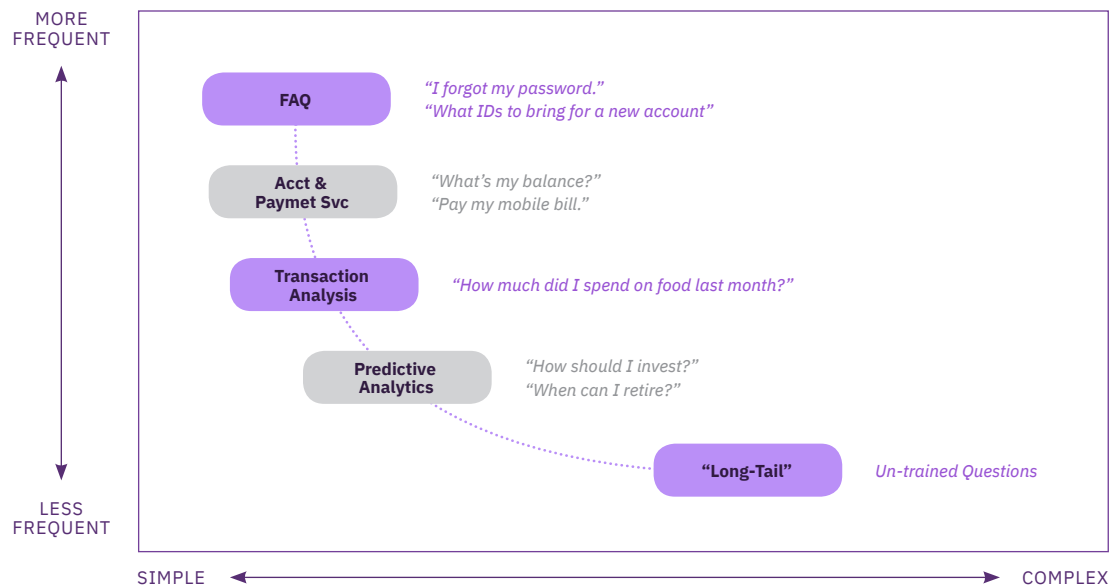 MORE
FREQUENT
FAQ
“I forgot my password.”
“What IDs to bring for a new account”
Acct &
Paymet Svc
“What’s my balance?”
“Pay my mobile bill.”
Transaction
Analysis
“How much did I spend on food last month?”
Predictive
Analytics
“How should I invest?”
“When can I retire?”
“Long-Tail”
Un-trained Questions
LESS
FREQUENT
SIMPLE
COMPLEX